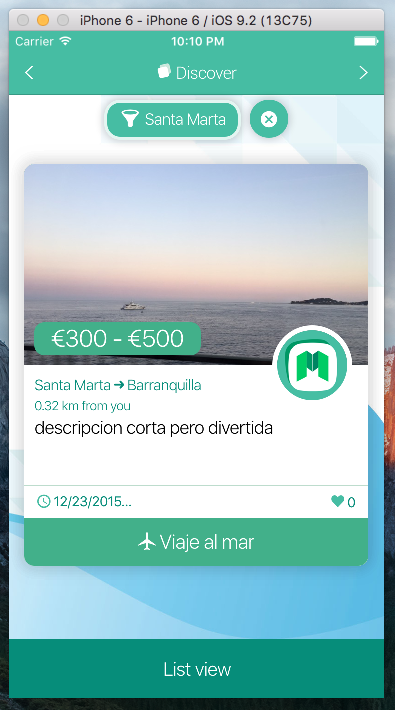 iPhone 6 - iPhone 6 / iOS 9.2 (13C75)
Carrier 10:10 PM
Discover
Santa Marta
€300 - €500
Santa Marta ➜ Barranquilla
0.32 km from you
descripcion corta pero divertida
12/23/2015... 0
Viaje al mar
List view